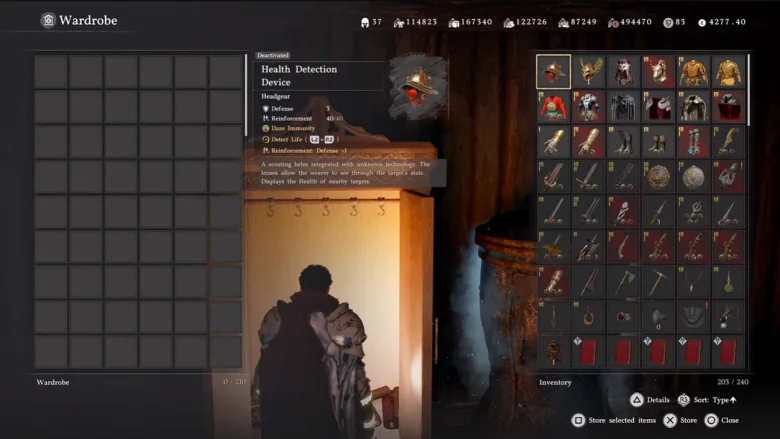 Wardrobe
37 114823 167340 122726 87249 494470 83 4277.40
Deactivated
Health Detection
Device
Headgear
Defense 3
Reinforcement
Daze Immunity
Detect Life ( L2 + R2 )
Reinforcement: Defense +1
A scouting helm integrated with unknown technology. The
lenses allow the wearer to see through the target's state.
Displays the Health of nearby targets.
Wardrobe 0 / 210
Inventory 203 / 240
Details R3 Sort: Type
Store selected items Store Close